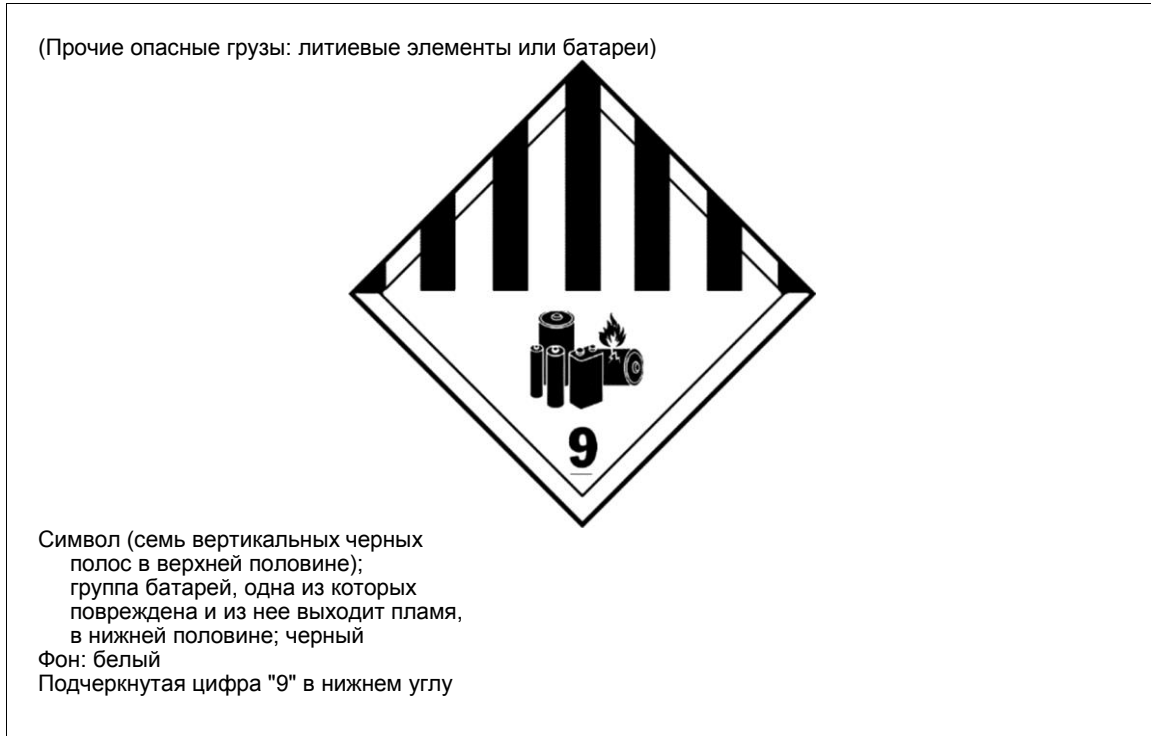 (Прочие опасные грузы: литиевые элементы или батареи)
9
Символ (семь вертикальных черных
полос в верхней половине);
группа батарей, одна из которых
повреждена и из нее выходит пламя,
в нижней половине; черный
Фон: белый
Подчеркнутая цифра "9" в нижнем углу